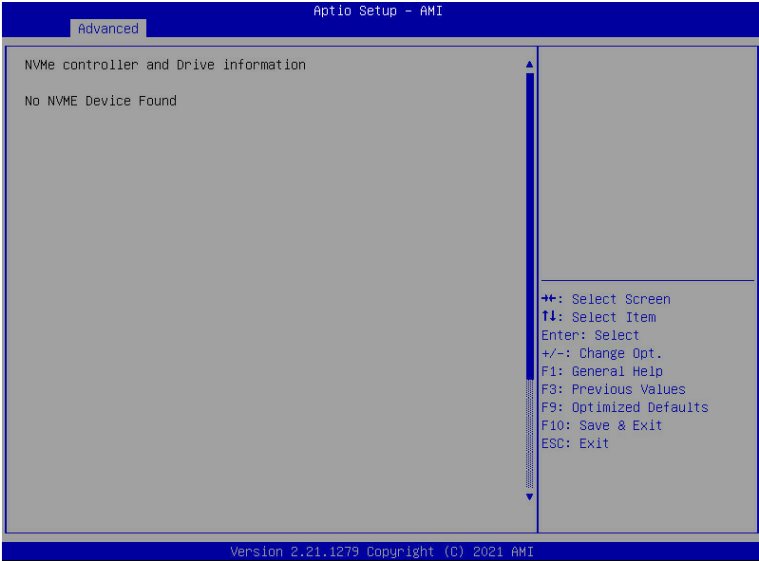 Aptio Setup – AMI
Advanced
NVMe controller and Drive information
No NVME Device Found
→←: Select Screen
↑↓: Select Item
Enter: Select
+/-: Change Opt.
F1: General Help
F3: Previous Values
F9: Optimized Defaults
F10: Save & Exit
ESC: Exit
Version 2.21.1279 Copyright (C) 2021 AMI